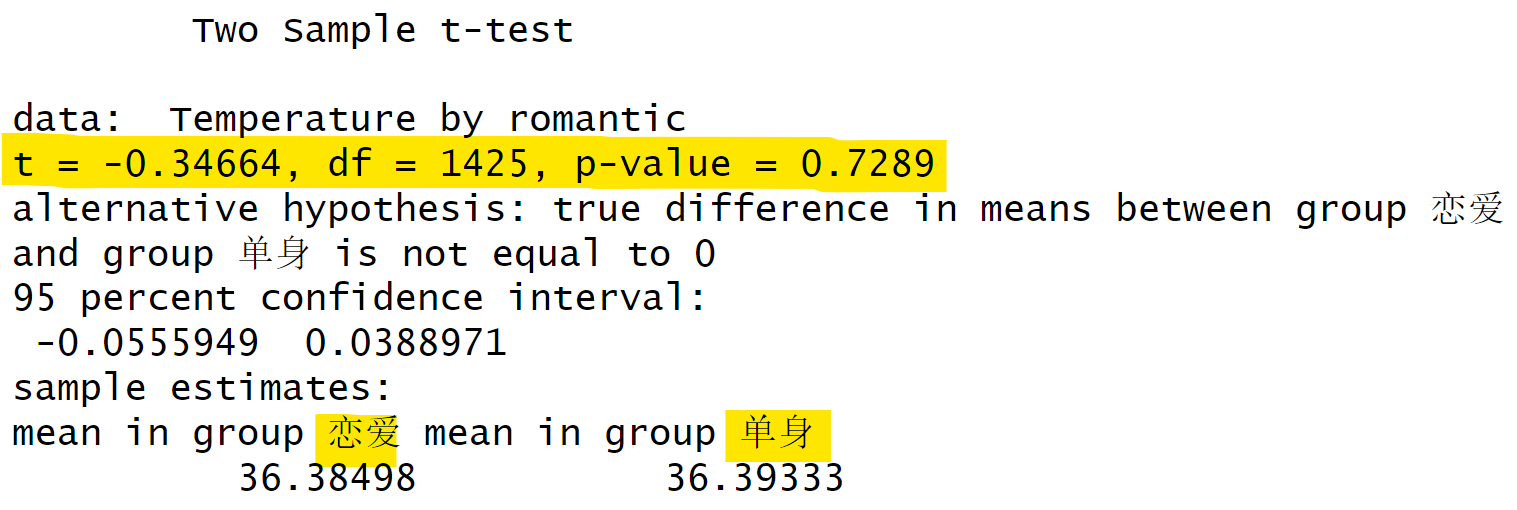 Two Sample t-test
data:  Temperature by romantic
t = -0.34664, df = 1425, p-value = 0.7289
alternative hypothesis: true difference in means between group 恋爱
and group 单身 is not equal to 0
95 percent confidence interval:
-0.0555949  0.0388971
sample estimates:
mean in group 恋爱 mean in group 单身
36.38498           36.39333